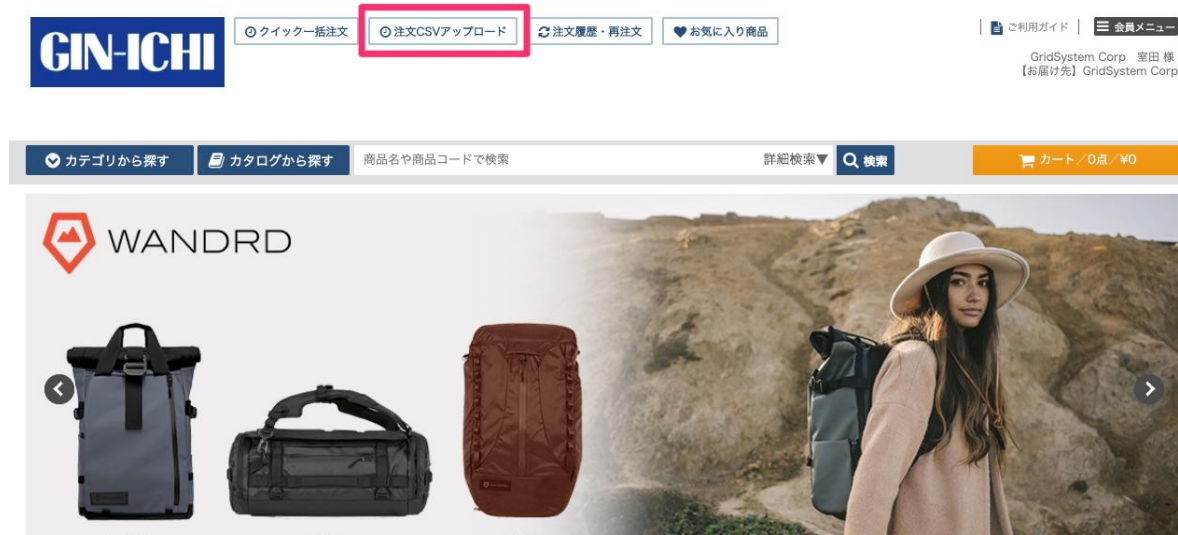 GIN-ICHI
クイック一括注文
注文CSVアップロード
注文履歴・再注文
お気に入り商品
ご利用ガイド
会員メニュー
GridSystem Corp 室田 様
【お届け先】GridSystem Corp
カテゴリから探す
カタログから探す
商品名や商品コードで検索
詳細検索▼
検索
カート／0点／¥0
WANDRD